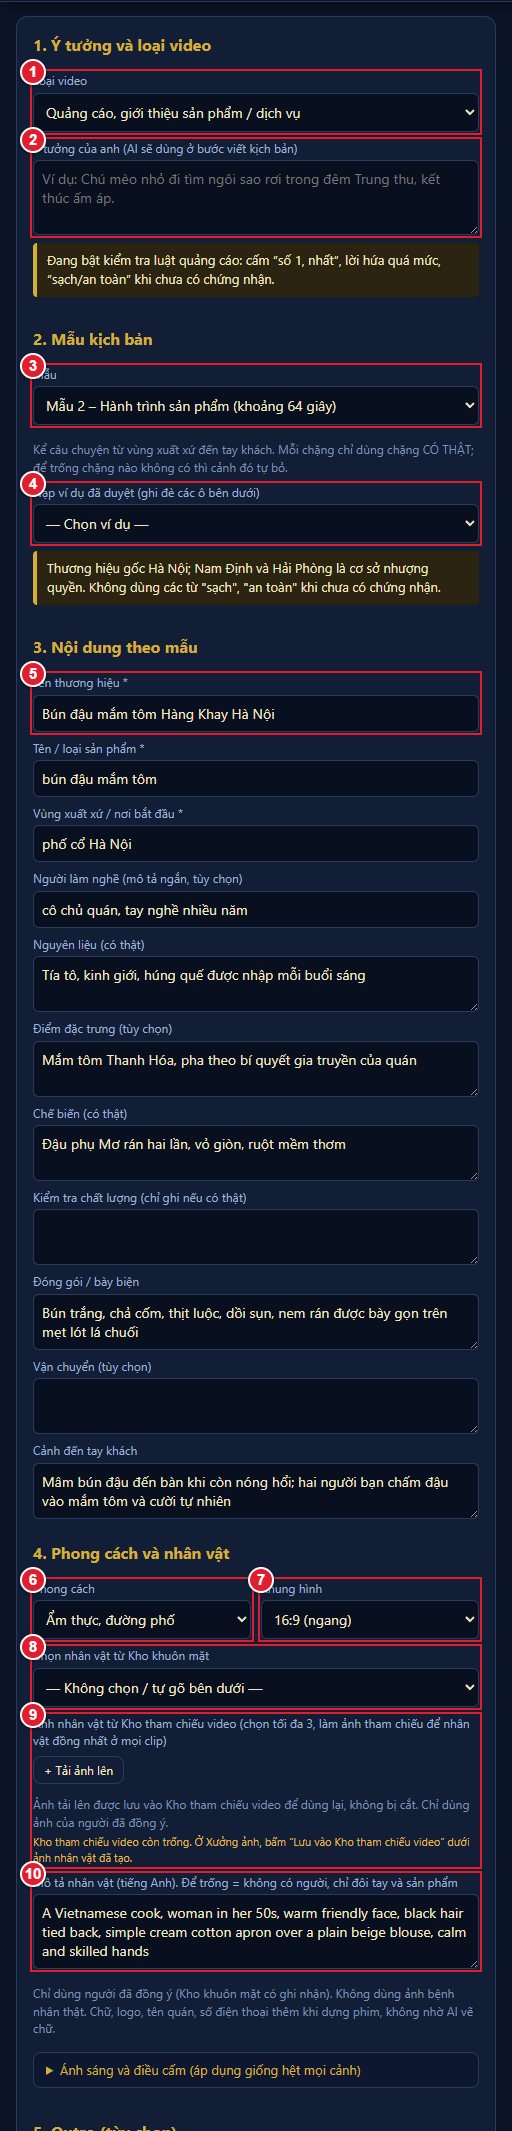 1. Ý tưởng và loại video
1
oại video
Quảng cáo, giới thiệu sản phẩm / dịch vụ
2
tưởng của anh (AI sẽ dùng ở bước viết kịch bản)
Ví dụ: Chú mèo nhỏ đi tìm ngôi sao rơi trong đêm Trung thu, kết
thúc ấm áp.
Đang bật kiểm tra luật quảng cáo: cấm “số 1, nhất”, lời hứa quá mức,
“sạch/an toàn” khi chưa có chứng nhận.
2. Mẫu kịch bản
3
ẫu
Mẫu 2 – Hành trình sản phẩm (khoảng 64 giây)
Kể câu chuyện từ vùng xuất xứ đến tay khách. Mỗi chặng chỉ dùng chặng CÓ THẬT;
để trống chặng nào không có thì cảnh đó tự bỏ.
4
ạp ví dụ đã duyệt (ghi đè các ô bên dưới)
— Chọn ví dụ —
Thương hiệu gốc Hà Nội; Nam Định và Hải Phòng là cơ sở nhượng
quyền. Không dùng các từ "sạch", "an toàn" khi chưa có chứng nhận.
3. Nội dung theo mẫu
5
ên thương hiệu *
Bún đậu mắm tôm Hàng Khay Hà Nội
Tên / loại sản phẩm *
bún đậu mắm tôm
Vùng xuất xứ / nơi bắt đầu *
phố cổ Hà Nội
Người làm nghề (mô tả ngắn, tùy chọn)
cô chủ quán, tay nghề nhiều năm
Nguyên liệu (có thật)
Tía tô, kinh giới, húng quế được nhập mỗi buổi sáng
Điểm đặc trưng (tùy chọn)
Mắm tôm Thanh Hóa, pha theo bí quyết gia truyền của quán
Chế biến (có thật)
Đậu phụ Mơ rán hai lần, vỏ giòn, ruột mềm thơm
Kiểm tra chất lượng (chỉ ghi nếu có thật)
Đóng gói / bày biện
Bún trắng, chả cốm, thịt luộc, dồi sụn, nem rán được bày gọn trên
mẹt lót lá chuối
Vận chuyển (tùy chọn)
Cảnh đến tay khách
Mâm bún đậu đến bàn khi còn nóng hổi; hai người bạn chấm đậu
vào mắm tôm và cười tự nhiên
4. Phong cách và nhân vật
6
hong cách
Ẩm thực, đường phố
7
hung hình
16:9 (ngang)
8
họn nhân vật từ Kho khuôn mặt
— Không chọn / tự gõ bên dưới —
9
nh nhân vật từ Kho tham chiếu video (chọn tối đa 3, làm ảnh tham chiếu để nhân
vật đồng nhất ở mọi clip)
+ Tải ảnh lên
Ảnh tải lên được lưu vào Kho tham chiếu video để dùng lại, không bị cắt. Chỉ dùng
ảnh của người đã đồng ý.
Kho tham chiếu video còn trống. Ở Xưởng ảnh, bấm “Lưu vào Kho tham chiếu video” dưới
ảnh nhân vật đã tạo.
10
ô tả nhân vật (tiếng Anh). Để trống = không có người, chỉ đôi tay và sản phẩm
A Vietnamese cook, woman in her 50s, warm friendly face, black hair
tied back, simple cream cotton apron over a plain beige blouse, calm
and skilled hands
Chỉ dùng người đã đồng ý (Kho khuôn mặt có ghi nhận). Không dùng ảnh bệnh
nhân thật. Chữ, logo, tên quán, số điện thoại thêm khi dựng phim, không nhờ AI vẽ
chữ.
▶ Ánh sáng và điều cấm (áp dụng giống hệt mọi cảnh)